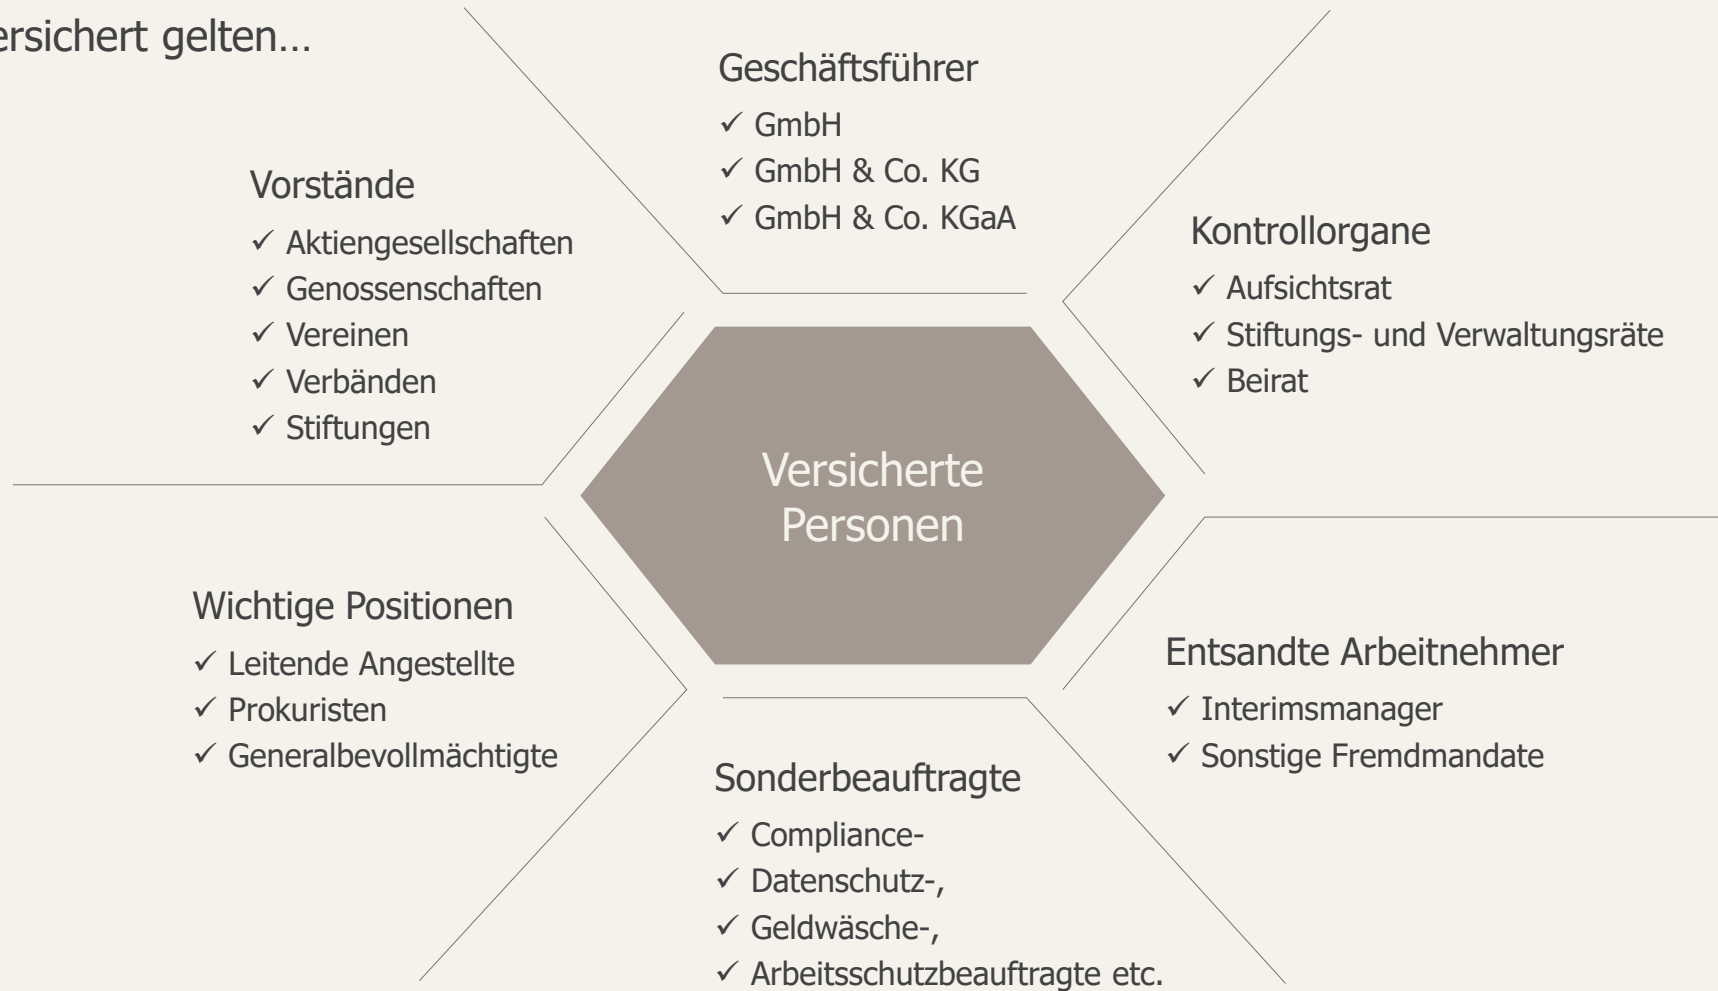 ersichert gelten…
Geschäftsführer
✓ GmbH
✓ GmbH & Co. KG
✓ GmbH & Co. KGaA
Vorstände
✓ Aktiengesellschaften
✓ Genossenschaften
✓ Vereinen
✓ Verbänden
✓ Stiftungen
Kontrollorgane
✓ Aufsichtsrat
✓ Stiftungs- und Verwaltungsräte
✓ Beirat
Versicherte
Personen
Wichtige Positionen
✓ Leitende Angestellte
✓ Prokuristen
✓ Generalbevollmächtigte
Entsandte Arbeitnehmer
✓ Interimsmanager
✓ Sonstige Fremdmandate
Sonderbeauftragte
✓ Compliance-
✓ Datenschutz-,
✓ Geldwäsche-,
✓ Arbeitsschutzbeauftragte etc.